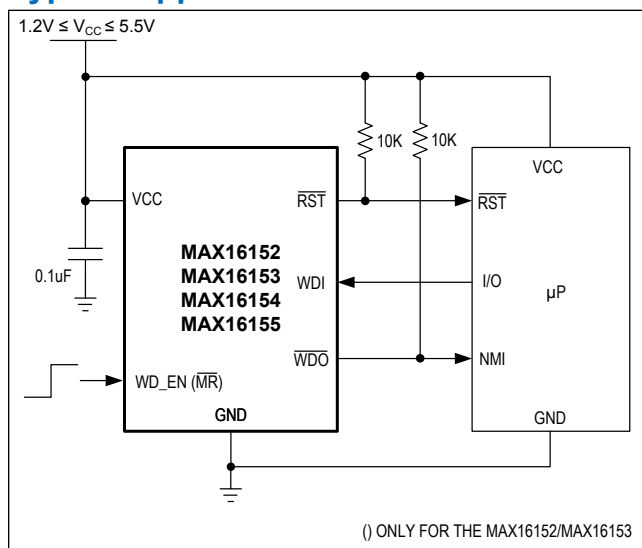 1.2V ≤ VCC ≤ 5.5V
10K
10K
VCC
VCC
RST
RST
0.1uF
MAX16152
MAX16153
MAX16154
MAX16155
WDI
I/O
µP
WDO
NMI
WD_EN (MR)
GND
GND
() ONLY FOR THE MAX16152/MAX16153